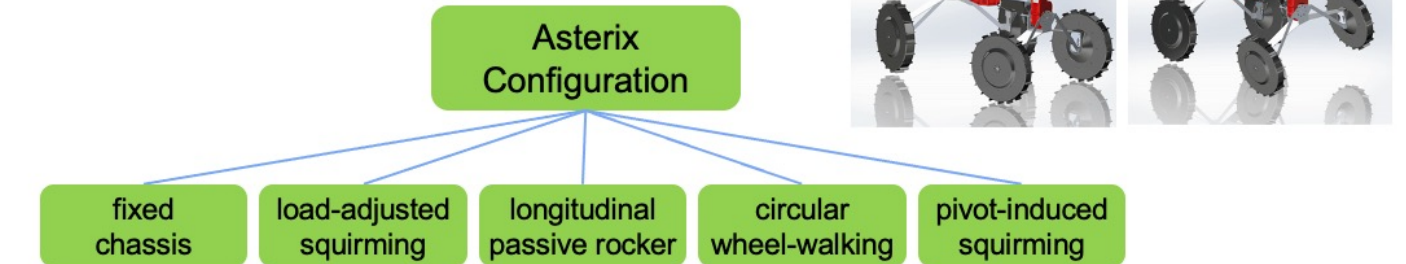 Asterix
Configuration
fixed
chassis
load-adjusted
squirming
longitudinal
passive rocker
circular
wheel-walking
pivot-induced
squirming